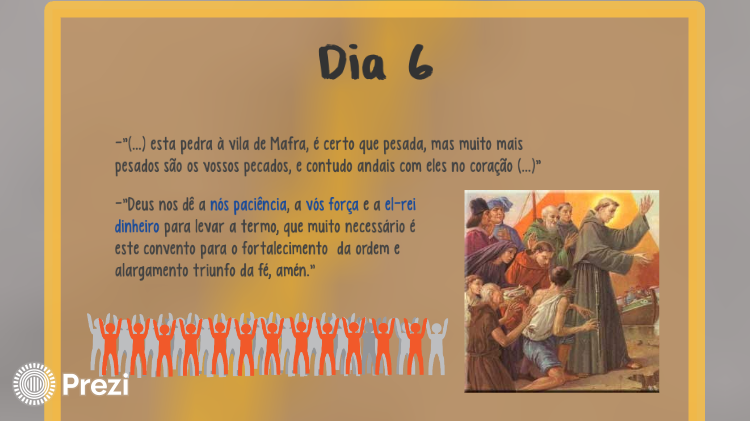 Dia 6
-"(...) esta pedra à vila de Mafra, é certo que pesada, mas muito mais
pesados são os vossos pecados, e contudo andais com eles no coração (...)"
-"Deus nos dê a nós paciência, a vós força e a el-rei
dinheiro para levar a termo, que muito necessário é
este convento para o fortalecimento da ordem e
alargamento triunfo da fé, amén."
Prezi